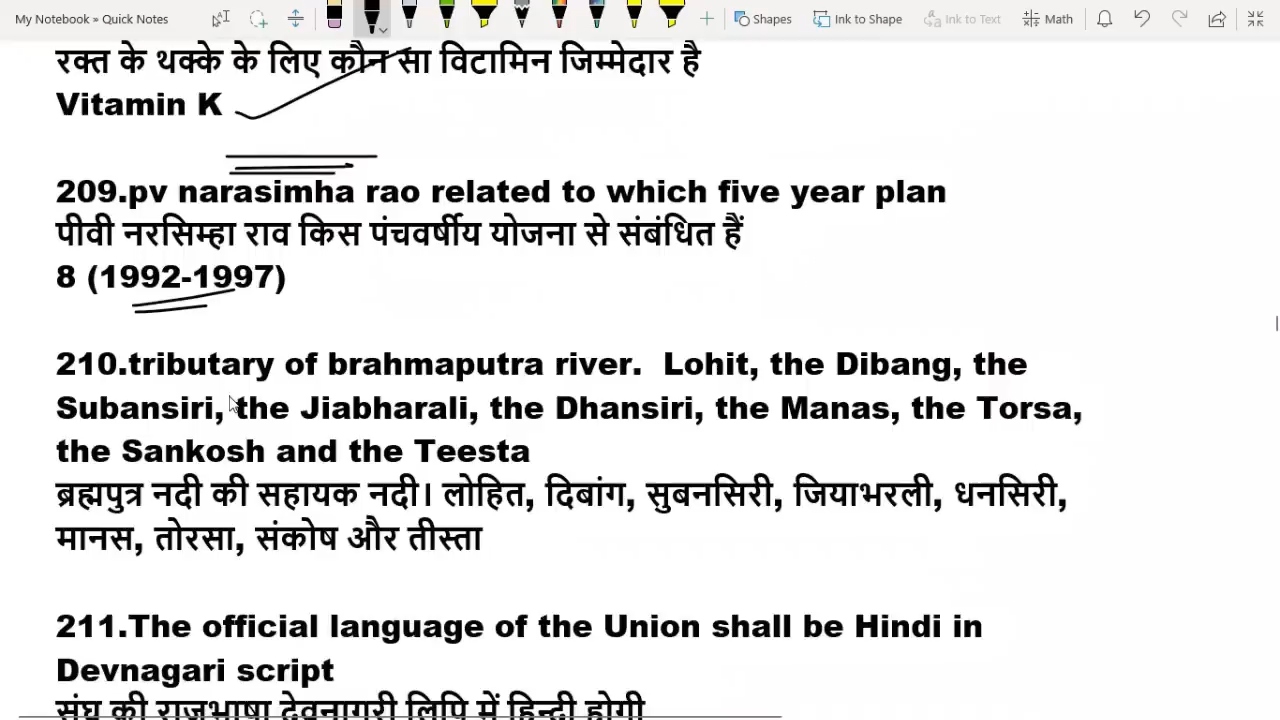 My Notebook » Quick Notes
Shapes
Ink to Shape
Ink to Text
Math
रक्त के थक्के के लिए कौन सा विटामिन जिम्मेदार है
Vitamin K
209.pv narasimha rao related to which five year plan
पीवी नरसिम्हा राव किस पंचवर्षीय योजना से संबंधित हैं
8 (1992-1997)
210.tributary of brahmaputra river.  Lohit, the Dibang, the
Subansiri, the Jiabharali, the Dhansiri, the Manas, the Torsa,
the Sankosh and the Teesta
ब्रह्मपुत्र नदी की सहायक नदी। लोहित, दिबांग, सुबनसिरी, जियाभरली, धनसिरी,
मानस, तोरसा, संकोष और तीस्ता
211.The official language of the Union shall be Hindi in
Devnagari script
संघ की राजभाषा देवनागरी लिपि में हिन्दी होगी